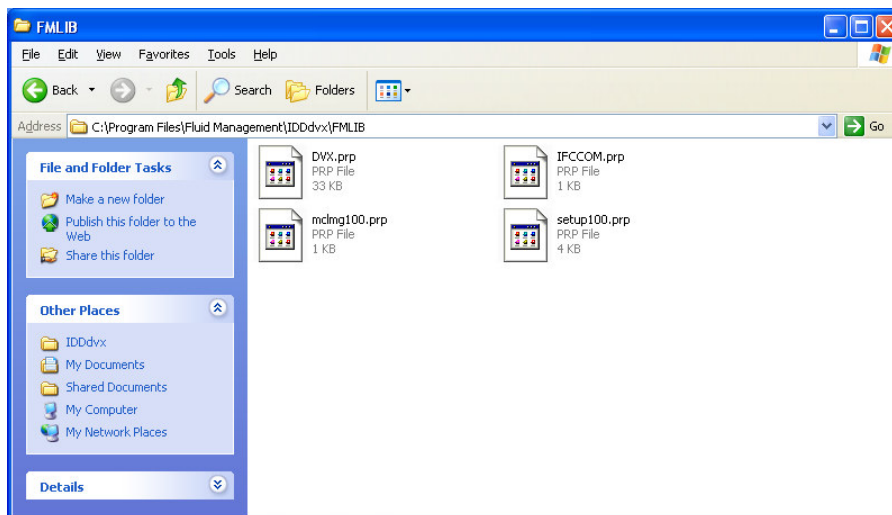 FMLIB
File Edit View Favorites Tools Help
Back Search Folders
Address C:\Program Files\Fluid Management\IDDdvx\FMLIB Go
File and Folder Tasks
Make a new folder
Publish this folder to the
Web
Share this folder
Other Places
IDDdvx
My Documents
Shared Documents
My Computer
My Network Places
Details
DVX.prp
PRP File
33 KB
IFCCOM.prp
PRP File
1 KB
mclmg100.prp
PRP File
1 KB
setup100.prp
PRP File
4 KB